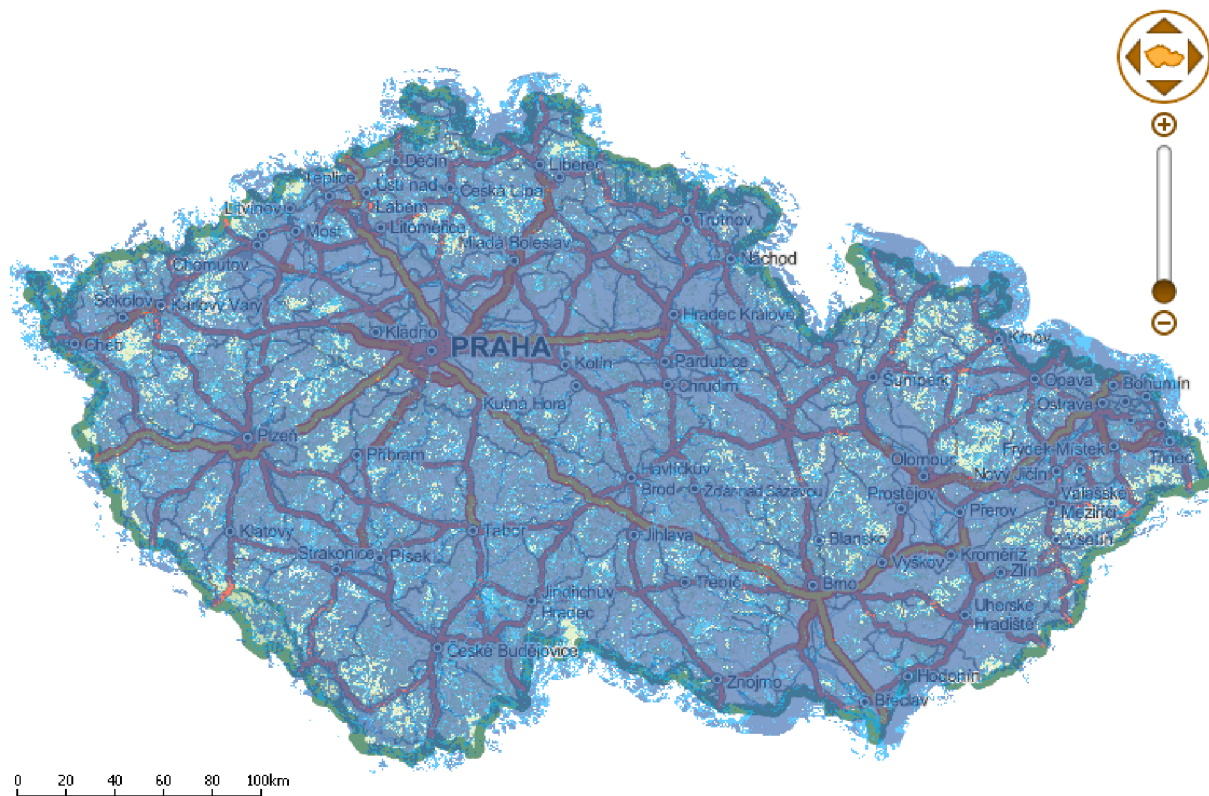 Děčín
Liberec
Teplice
Ústí nad
Labem
Česká Lípa
Litvínov
Litoměřice
Trutnov
Most
Mladá Boleslav
Náchod
Chomutov
Sokolov
Karlovy Vary
Hradec Králové
Kladno
PRAHA
Krnov
Cheb
Kolín
Pardubice
Šumperk
Opava
Bohumín
Chrudim
Kutná Hora
Ostrava
Plzeň
Příbram
Frýdek-Místek
Třinec
Olomouc
Nový Jičín
Havlíčkův
Brod
Žďár nad Sázavou
Prostějov
Valašské
Meziříčí
Přerov
Klatovy
Tábor
Jihlava
Blansko
Vsetín
Strakonice
Písek
Vyškov
Kroměříž
Zlín
Třebíč
Brno
Jindřichův
Hradec
Uherské
Hradiště
České Budějovice
Znojmo
Hodonín
Břeclav
0 20 40 60 80 100km